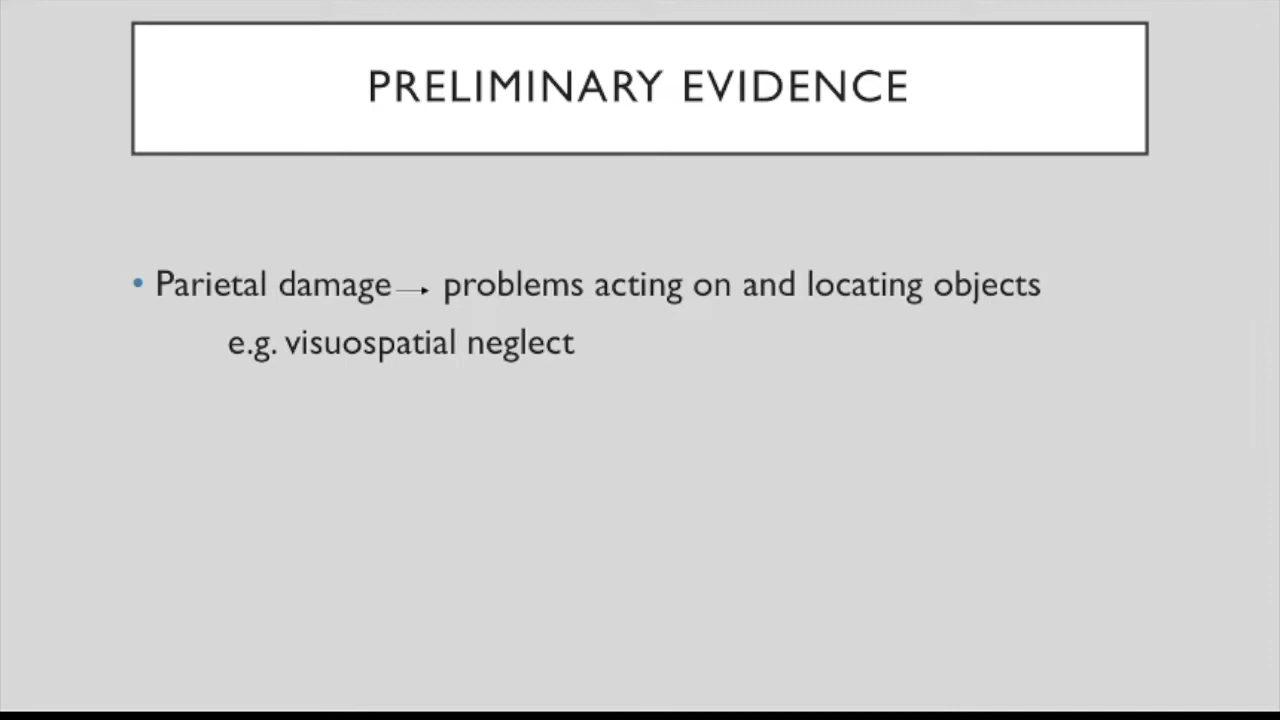 PRELIMINARY EVIDENCE
• Parietal damage → problems acting on and locating objects
e.g. visuospatial neglect